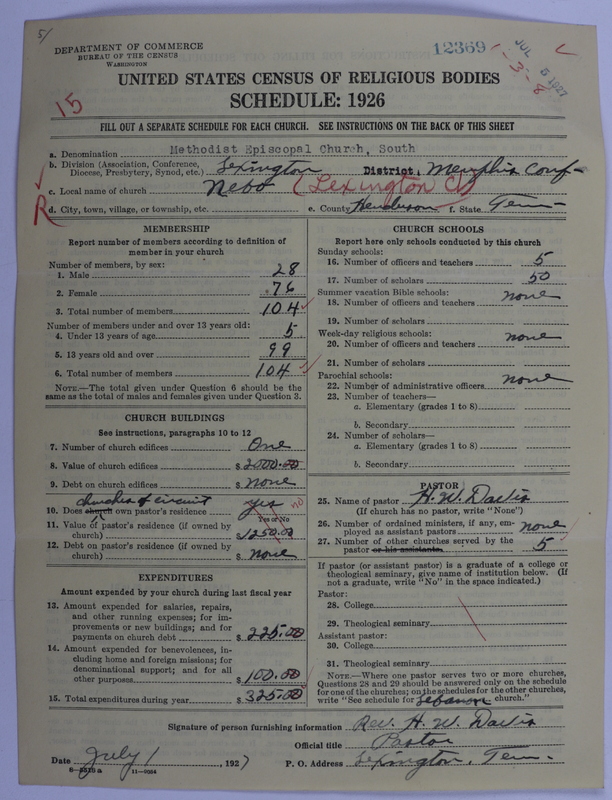 5/
DEPARTMENT OF COMMERCE
BUREAU OF THE CENSUS
WASHINGTON
12369
JUL 5 1927
1-3-8
15
UNITED STATES CENSUS OF RELIGIOUS BODIES
SCHEDULE: 1926
FILL OUT A SEPARATE SCHEDULE FOR EACH CHURCH. SEE INSTRUCTIONS ON THE BACK OF THIS SHEET
a. Denomination Methodist Episcopal Church, South
b. Division (Association, Conference, Diocese, Presbytery, Synod, etc.) Lexington District, Memphis Conf-
c. Local name of church Nebo (Lexington C)
R
d. City, town, village, or township, etc. e. County Henderson f. State Tenn-
MEMBERSHIP
Report number of members according to definition of
member in your church
Number of members, by sex:
1. Male 28
2. Female 76
3. Total number of members 104
Number of members under and over 13 years old:
4. Under 13 years of age 5
5. 13 years old and over 99
6. Total number of members 104
NOTE.—The total given under Question 6 should be the
same as the total of males and females given under Question 3.
CHURCH BUILDINGS
See instructions, paragraphs 10 to 12
7. Number of church edifices One
8. Value of church edifices $ 2000.00
9. Debt on church edifices $ none
churches of circuit
10. Does church own pastor's residence yes no
Yes or No
11. Value of pastor's residence (if owned by
church) $ 1250.00
12. Debt on pastor's residence (if owned by
church) $ none
EXPENDITURES
Amount expended by your church during last fiscal year
13. Amount expended for salaries, repairs,
and other running expenses; for im-
provements or new buildings; and for
payments on church debt $ 225.00
14. Amount expended for benevolences, in-
cluding home and foreign missions; for
denominational support; and for all
other purposes $ 100.00
15. Total expenditures during year $ 325.00
CHURCH SCHOOLS
Report here only schools conducted by this church
Sunday schools:
16. Number of officers and teachers 5
17. Number of scholars 50
Summer vacation Bible schools:
18. Number of officers and teachers none
19. Number of scholars
Week-day religious schools:
20. Number of officers and teachers none
21. Number of scholars
Parochial schools:
22. Number of administrative officers none
23. Number of teachers—
a. Elementary (grades 1 to 8)
b. Secondary
24. Number of scholars—
a. Elementary (grades 1 to 8)
b. Secondary
PASTOR
25. Name of pastor H. W. Davis
(If church has no pastor, write "None")
26. Number of ordained ministers, if any, em-
ployed as assistant pastors none
27. Number of other churches served by the
pastor or his assistants 5
If pastor (or assistant pastor) is a graduate of a college or
theological seminary, give name of institution below. (If
not a graduate, write "No" in the space indicated.)
Pastor:
28. College
29. Theological seminary
Assistant pastor:
30. College
31. Theological seminary
NOTE.—Where one pastor serves two or more churches,
Questions 28 and 29 should be answered only on the schedule
for one of the churches; on the schedules for the other churches,
write "See schedule for Lebanon church."
Signature of person furnishing information Rev. H. W. Davis
Official title Pastor
Date July 1, 1927 P. O. Address Lexington, Tenn-
11—9054